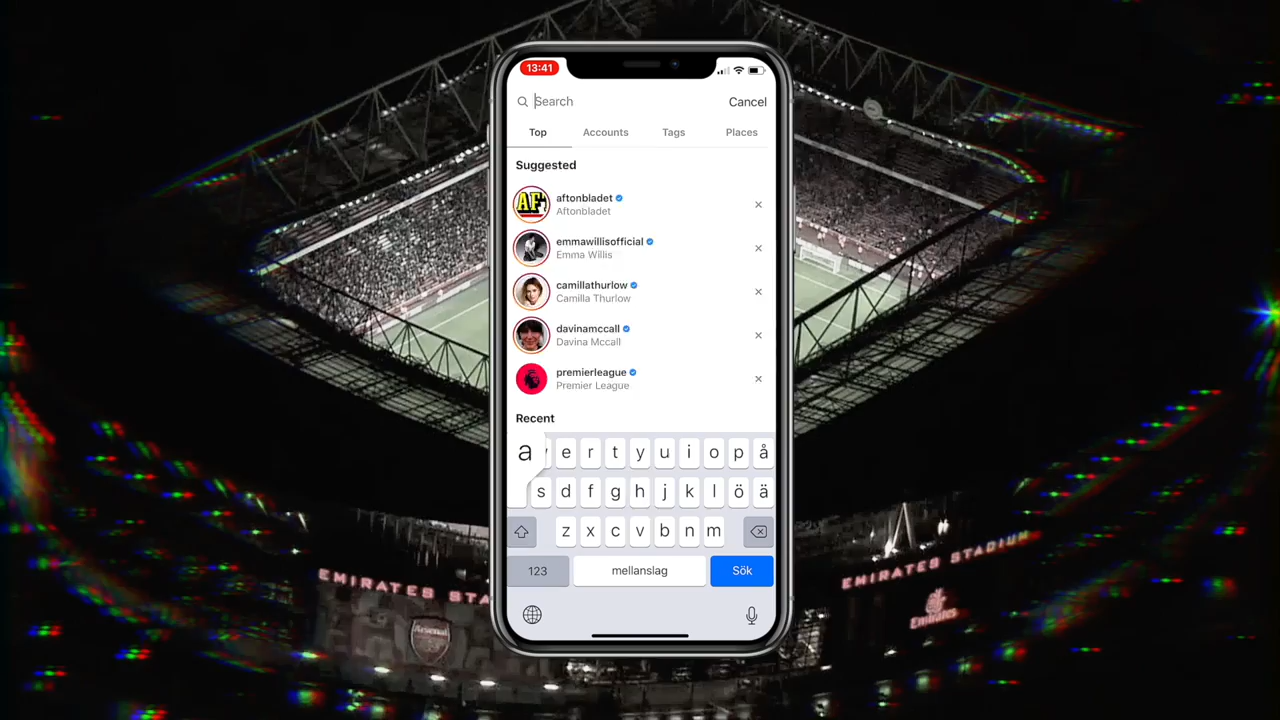 13:41
Search
Cancel
Top
Accounts
Tags
Places
Suggested
aftonbladet
Aftonbladet
emmawillisofficial
Emma Willis
camillathurlow
Camilla Thurlow
davinamccall
Davina Mccall
premierleague
Premier League
Recent
a e r t y u i o p å
s d f g h j k l ö ä
z x c v b n m
123 mellanslag Sök
EMIRATES STA
EMIRATES STADIUM
Arsenal
Emirates
AF